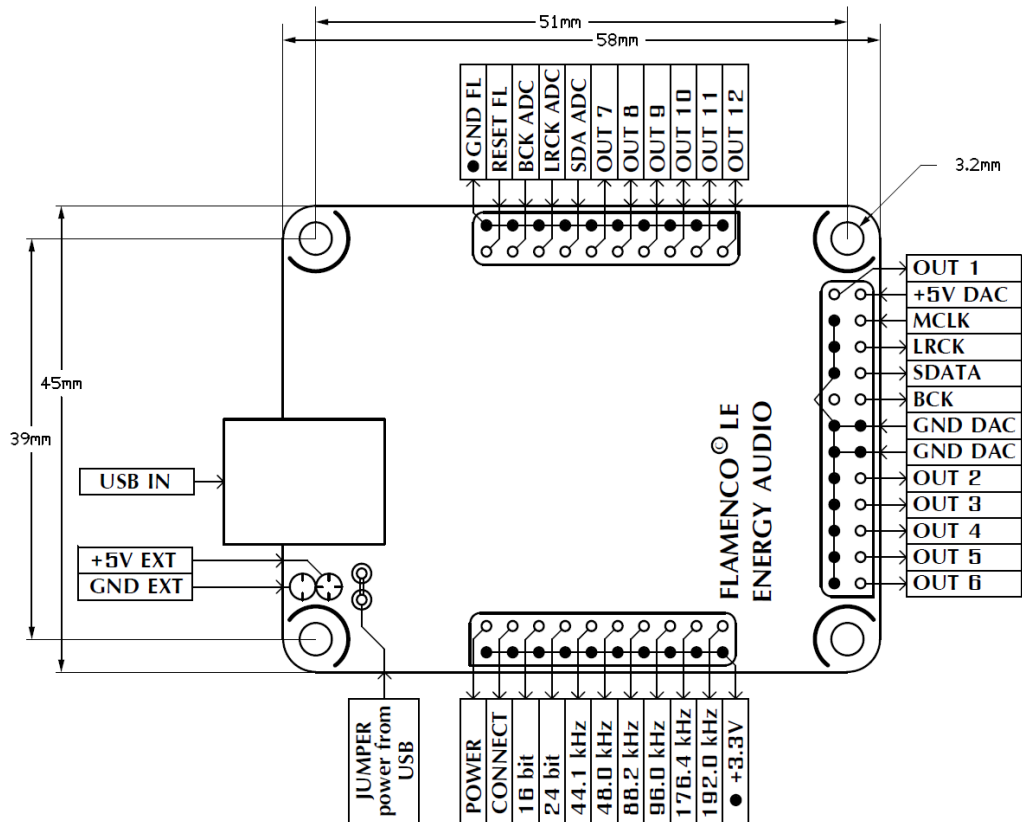 51mm
58mm
●GND FL
RESET FL
BCK ADC
LRCK ADC
SDA ADC
OUT 7
OUT 8
OUT 9
OUT 10
OUT 11
OUT 12
3.2mm
OUT 1
+5V DAC
MCLK
LRCK
SDATA
BCK
GND DAC
GND DAC
OUT 2
OUT 3
OUT 4
OUT 5
OUT 6
45mm
39mm
USB IN
+5V EXT
GND EXT
FLAMENCO© LE
ENERGY AUDIO
JUMPER
power from
USB
POWER
CONNECT
16 bit
24 bit
44.1 kHz
48.0 kHz
88.2 kHz
96.0 kHz
176.4 kHz
192.0 kHz
● +3.3V